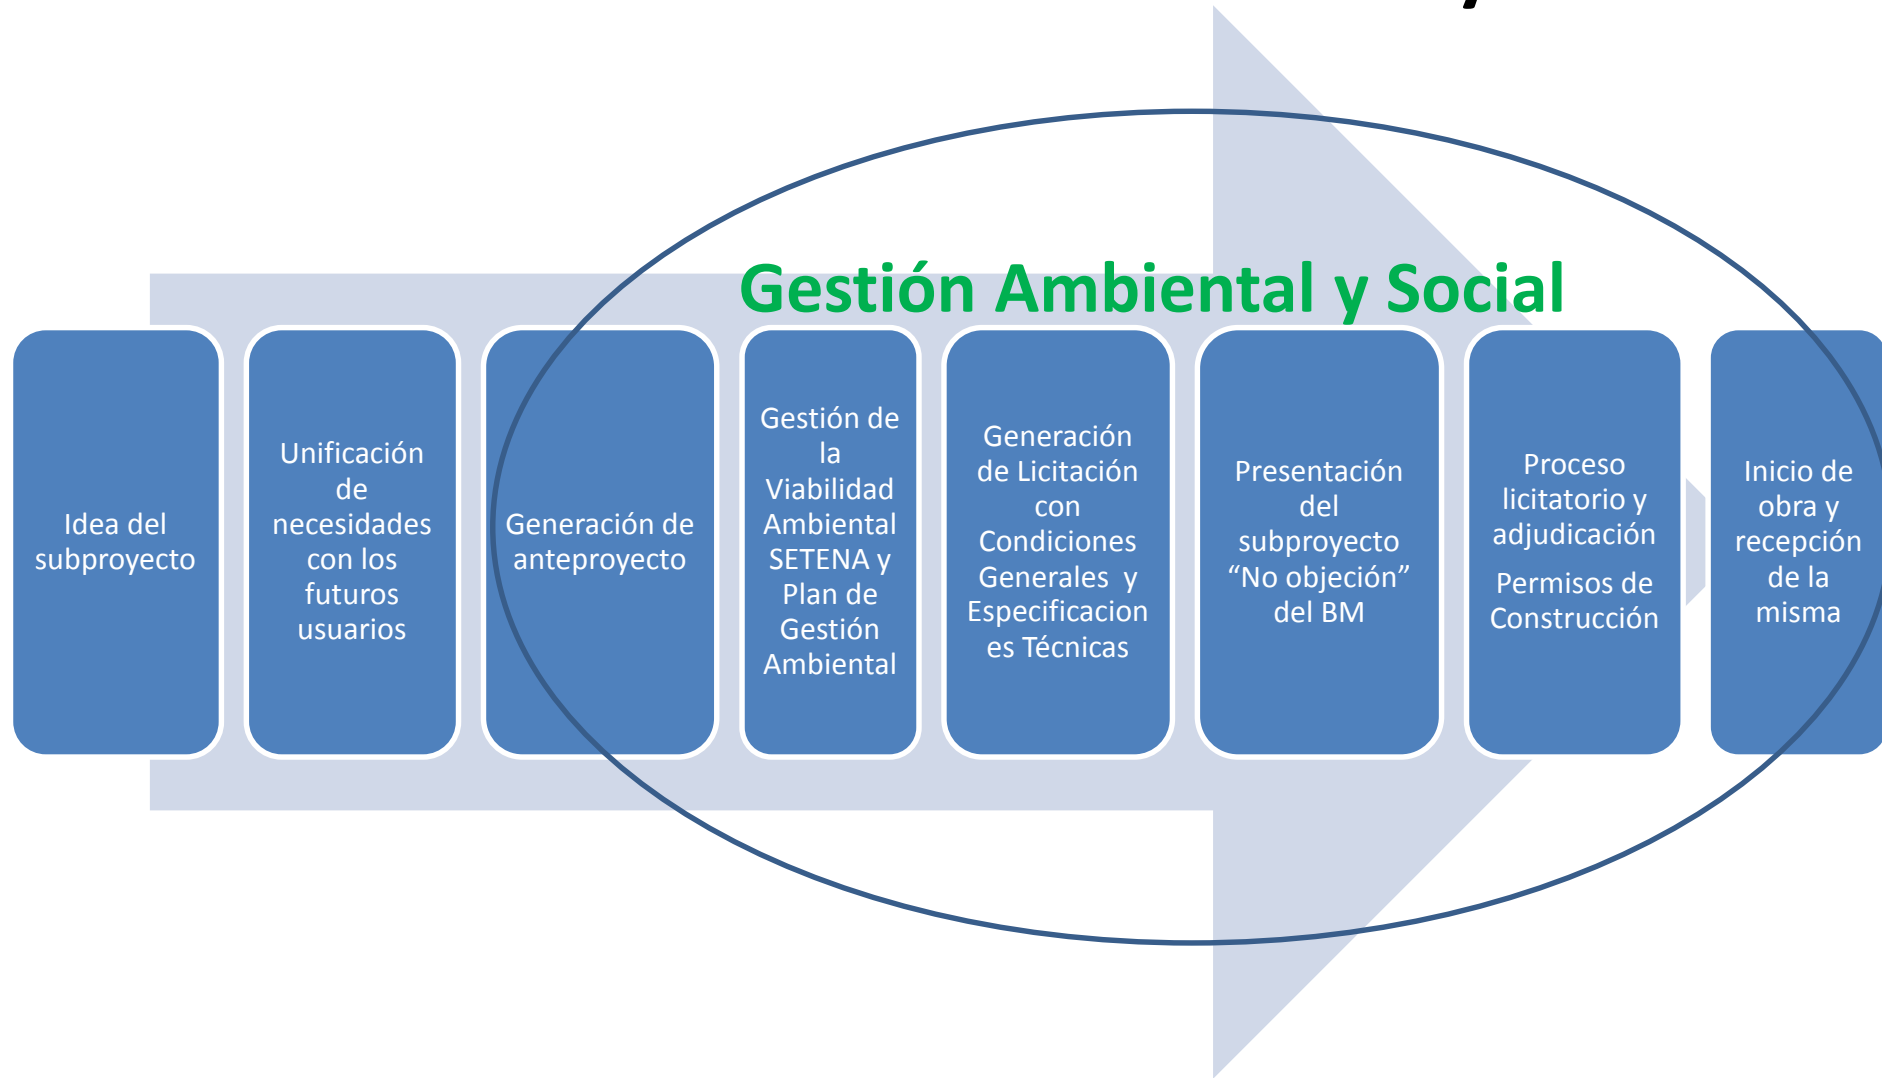 Gestión Ambiental y Social
Idea del
subproyecto
Unificación
de
necesidades
con los
futuros
usuarios
Generación de
anteproyecto
Gestión de
la
Viabilidad
Ambiental
SETENA y
Plan de
Gestión
Ambiental
Generación
de Licitación
con
Condiciones
Generales y
Especificacion
es Técnicas
Presentación
del
subproyecto
“No objeción”
del BM
Proceso
licitatorio y
adjudicación
Permisos de
Construcción
Inicio de
obra y
recepción
de la
misma